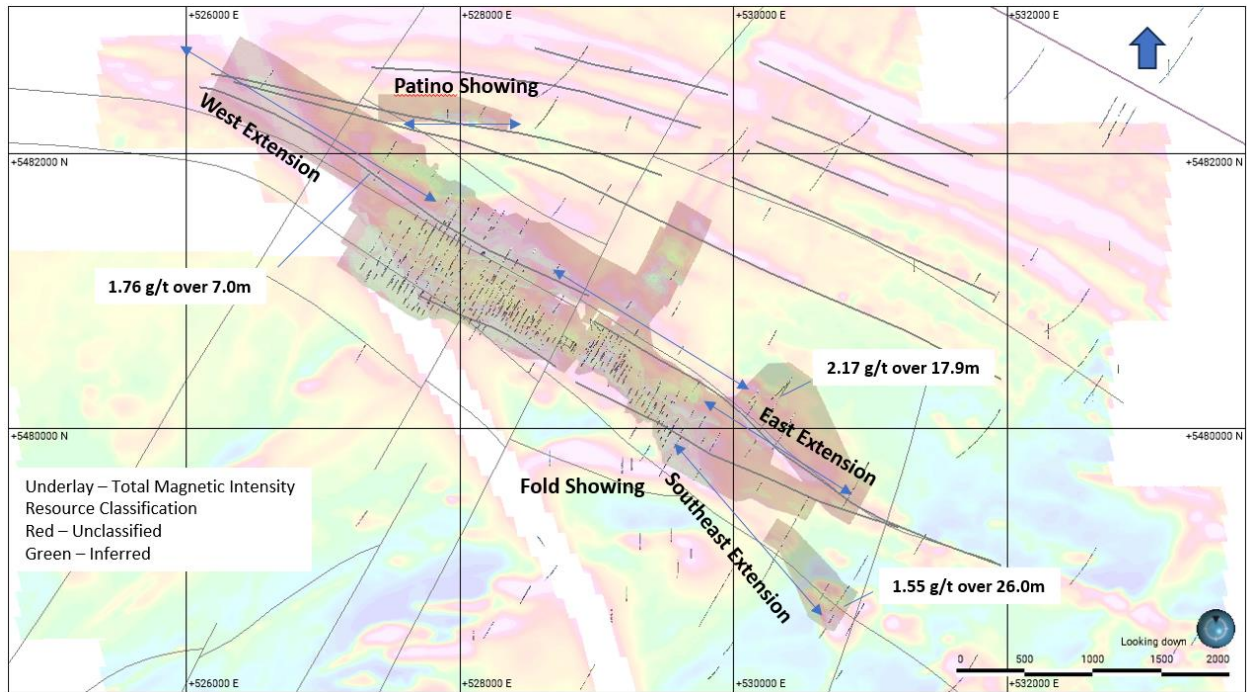 +526000 E
+528000 E
+530000 E
+532000 E
Patino Showing
West Extension
+5482000 N
+5482000 N
1.76 g/t over 7.0m
2.17 g/t over 17.9m
East Extension
+5480000 N
+5480000 N
Fold Showing
Southeast Extension
Underlay – Total Magnetic Intensity
Resource Classification
Red – Unclassified
Green – Inferred
1.55 g/t over 26.0m
Looking down
0 500 1000 1500 2000
+526000 E
+528000 E
+530000 E
+532000 E